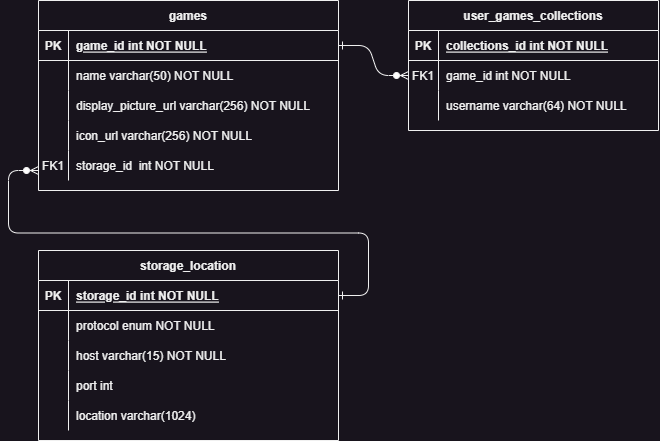 games
PK game_id int NOT NULL
name varchar(50) NOT NULL
display_picture_url varchar(256) NOT NULL
icon_url varchar(256) NOT NULL
FK1 storage_id  int NOT NULL
user_games_collections
PK collections_id int NOT NULL
FK1 game_id int NOT NULL
username varchar(64) NOT NULL
storage_location
PK storage_id int NOT NULL
protocol enum NOT NULL
host varchar(15) NOT NULL
port int
location varchar(1024)